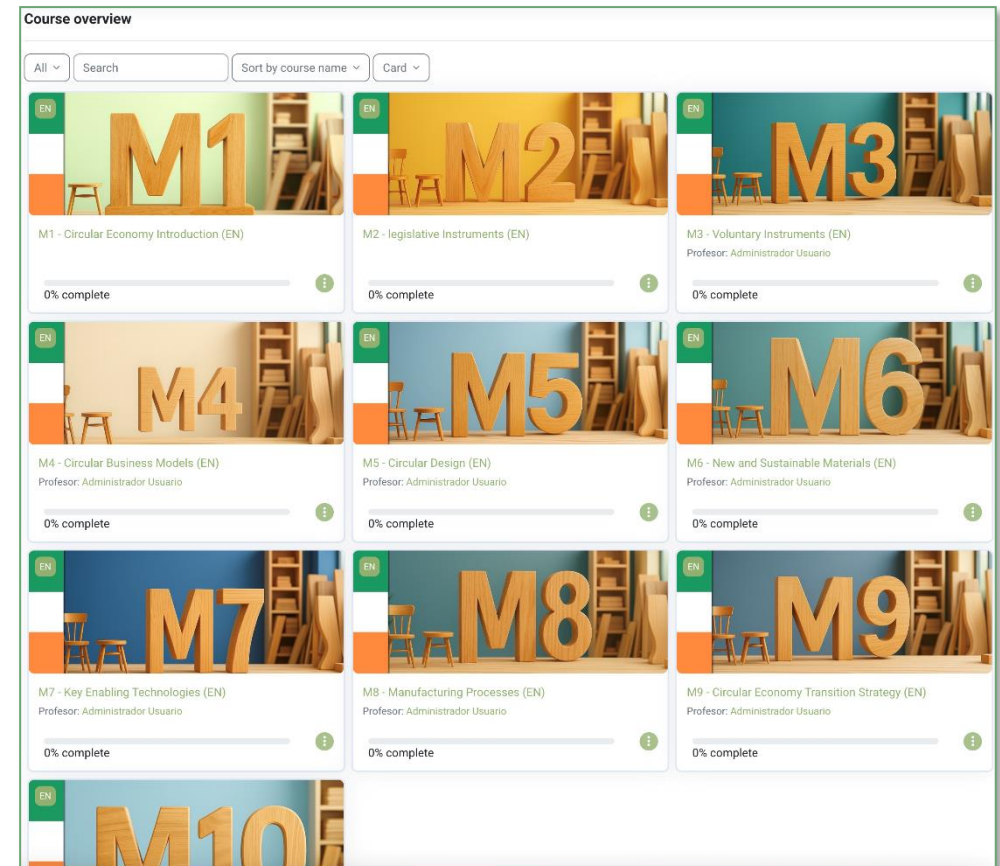 Course overview
All Search Sort by course name Card
EN M1
EN M2
EN M3
M1 - Circular Economy Introduction (EN)
M2 - legislative Instruments (EN)
M3 - Voluntary Instruments (EN)
Profesor: Administrador Usuario
0% complete
0% complete
0% complete
EN M4
EN M5
EN M6
M4 - Circular Business Models (EN)
Profesor: Administrador Usuario
M5 - Circular Design (EN)
Profesor: Administrador Usuario
M6 - New and Sustainable Materials (EN)
Profesor: Administrador Usuario
0% complete
0% complete
0% complete
EN M7
EN M8
EN M9
M7 - Key Enabling Technologies (EN)
Profesor: Administrador Usuario
M8 - Manufacturing Processes (EN)
Profesor: Administrador Usuario
M9 - Circular Economy Transition Strategy (EN)
Profesor: Administrador Usuario
0% complete
0% complete
0% complete
EN M10